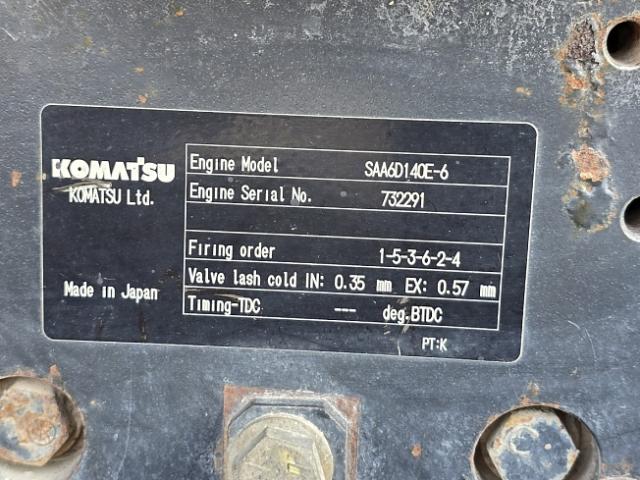 KOMATSU
KOMATSU Ltd.
Made in Japan
Engine Model SAA6D140E-6
Engine Serial No. 732291
Firing order 1-5-3-6-2-4
Valve lash cold IN: 0.35 mm EX: 0.57 mm
Timing-TDC --- deg.BTDC
PT:K